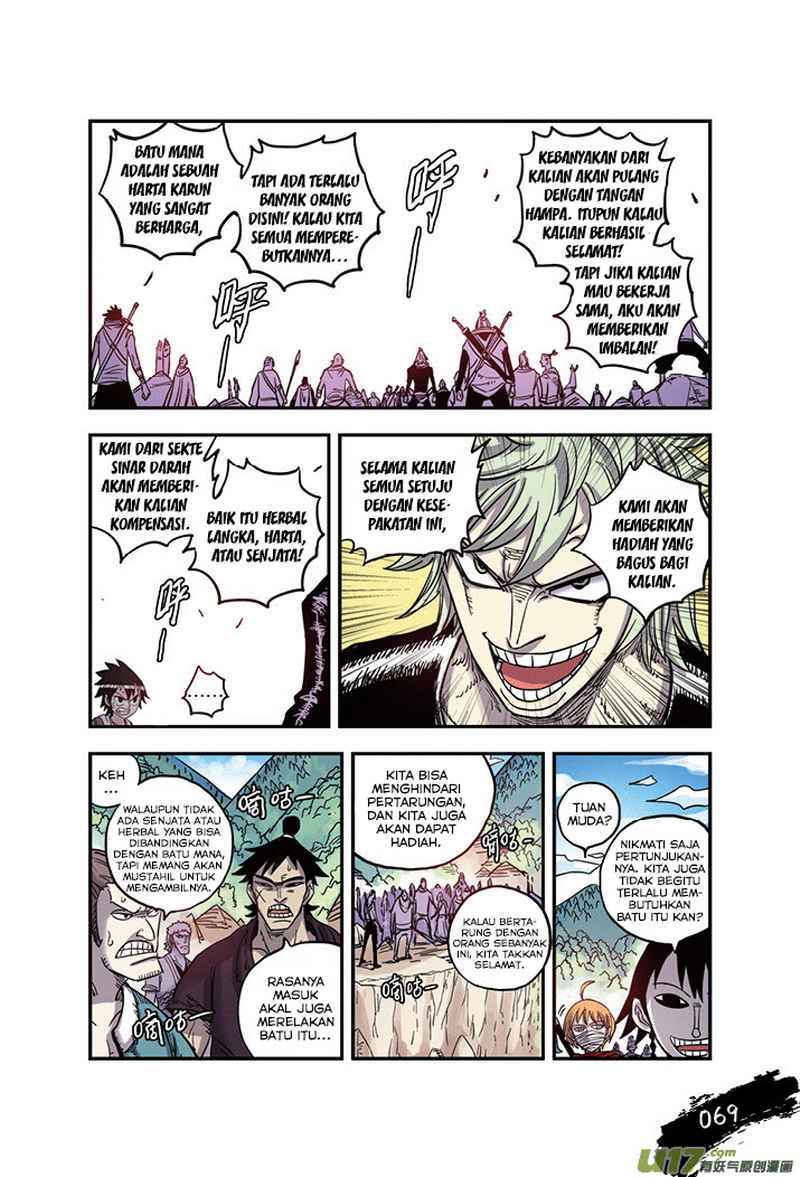 BATU MANA
ADALAH SEBUAH
HARTA KARUN
YANG SANGAT
BERHARGA,
TAPI ADA TERLALU
BANYAK ORANG
DISINI! KALAU KITA
SEMUA MEMPERE-
BUTKANNYA...
呼—
呼—
KEBANYAKAN DARI
KALIAN AKAN PULANG
DENGAN TANGAN
HAMPA. ITUPUN KALAU
KALIAN BERHASIL
SELAMAT!
TAPI JIKA KALIAN
MAU BEKERJA
SAMA, AKU AKAN
MEMBERIKAN
IMBALAN!
KAMI DARI SEKTE
SINAR DARAH
AKAN MEMBERI-
KAN KALIAN
KOMPENSASI.
BAIK ITU HERBAL
LANGKA, HARTA,
ATAU SENJATA!
呼—
.......
SELAMA KALIAN
SEMUA SETUJU
DENGAN KESE-
PAKATAN INI,
KAMI AKAN
MEMBERIKAN
HADIAH YANG
BAGUS BAGI
KALIAN.
KEH
...
WALAUPUN TIDAK
ADA SENJATA ATAU
HERBAL YANG BISA
DIBANDINGKAN
DENGAN BATU MANA,
TAPI MEMANG AKAN
MUSTAHIL UNTUK
MENGAMBILNYA.
嘀咕—
嘀咕—
RASANYA
MASUK
AKAL JUGA
MERELAKAN
BATU ITU...
KITA BISA
MENGHINDARI
PERTARUNGAN,
DAN KITA JUGA
AKAN DAPAT
HADIAH.
嘀咕—
KALAU BERTA-
RUNG DENGAN
ORANG SEBANYAK
INI, KITA TAKKAN
SELAMAT.
嘀咕—
TUAN
MUDA?
NIKMATI SAJA
PERTUNJUKAN-
NYA. KITA JUGA
TIDAK BEGITU
TERLALU MEM-
BUTUHKAN
BATU ITU KAN?
069
U17.com
有妖气原创漫画